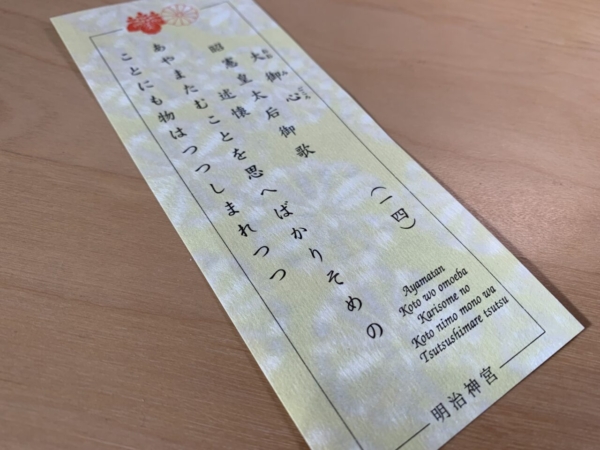 大御心
(一四)
昭憲皇太后御歌
述懐
あやまたむことを思へばかりそめの
ことにも物はつつしまれつつ
Ayamatan
Koto wo omoeba
Karisome no
Koto nimo mono wa
Tsutsushimare tsutsu
明治神宮